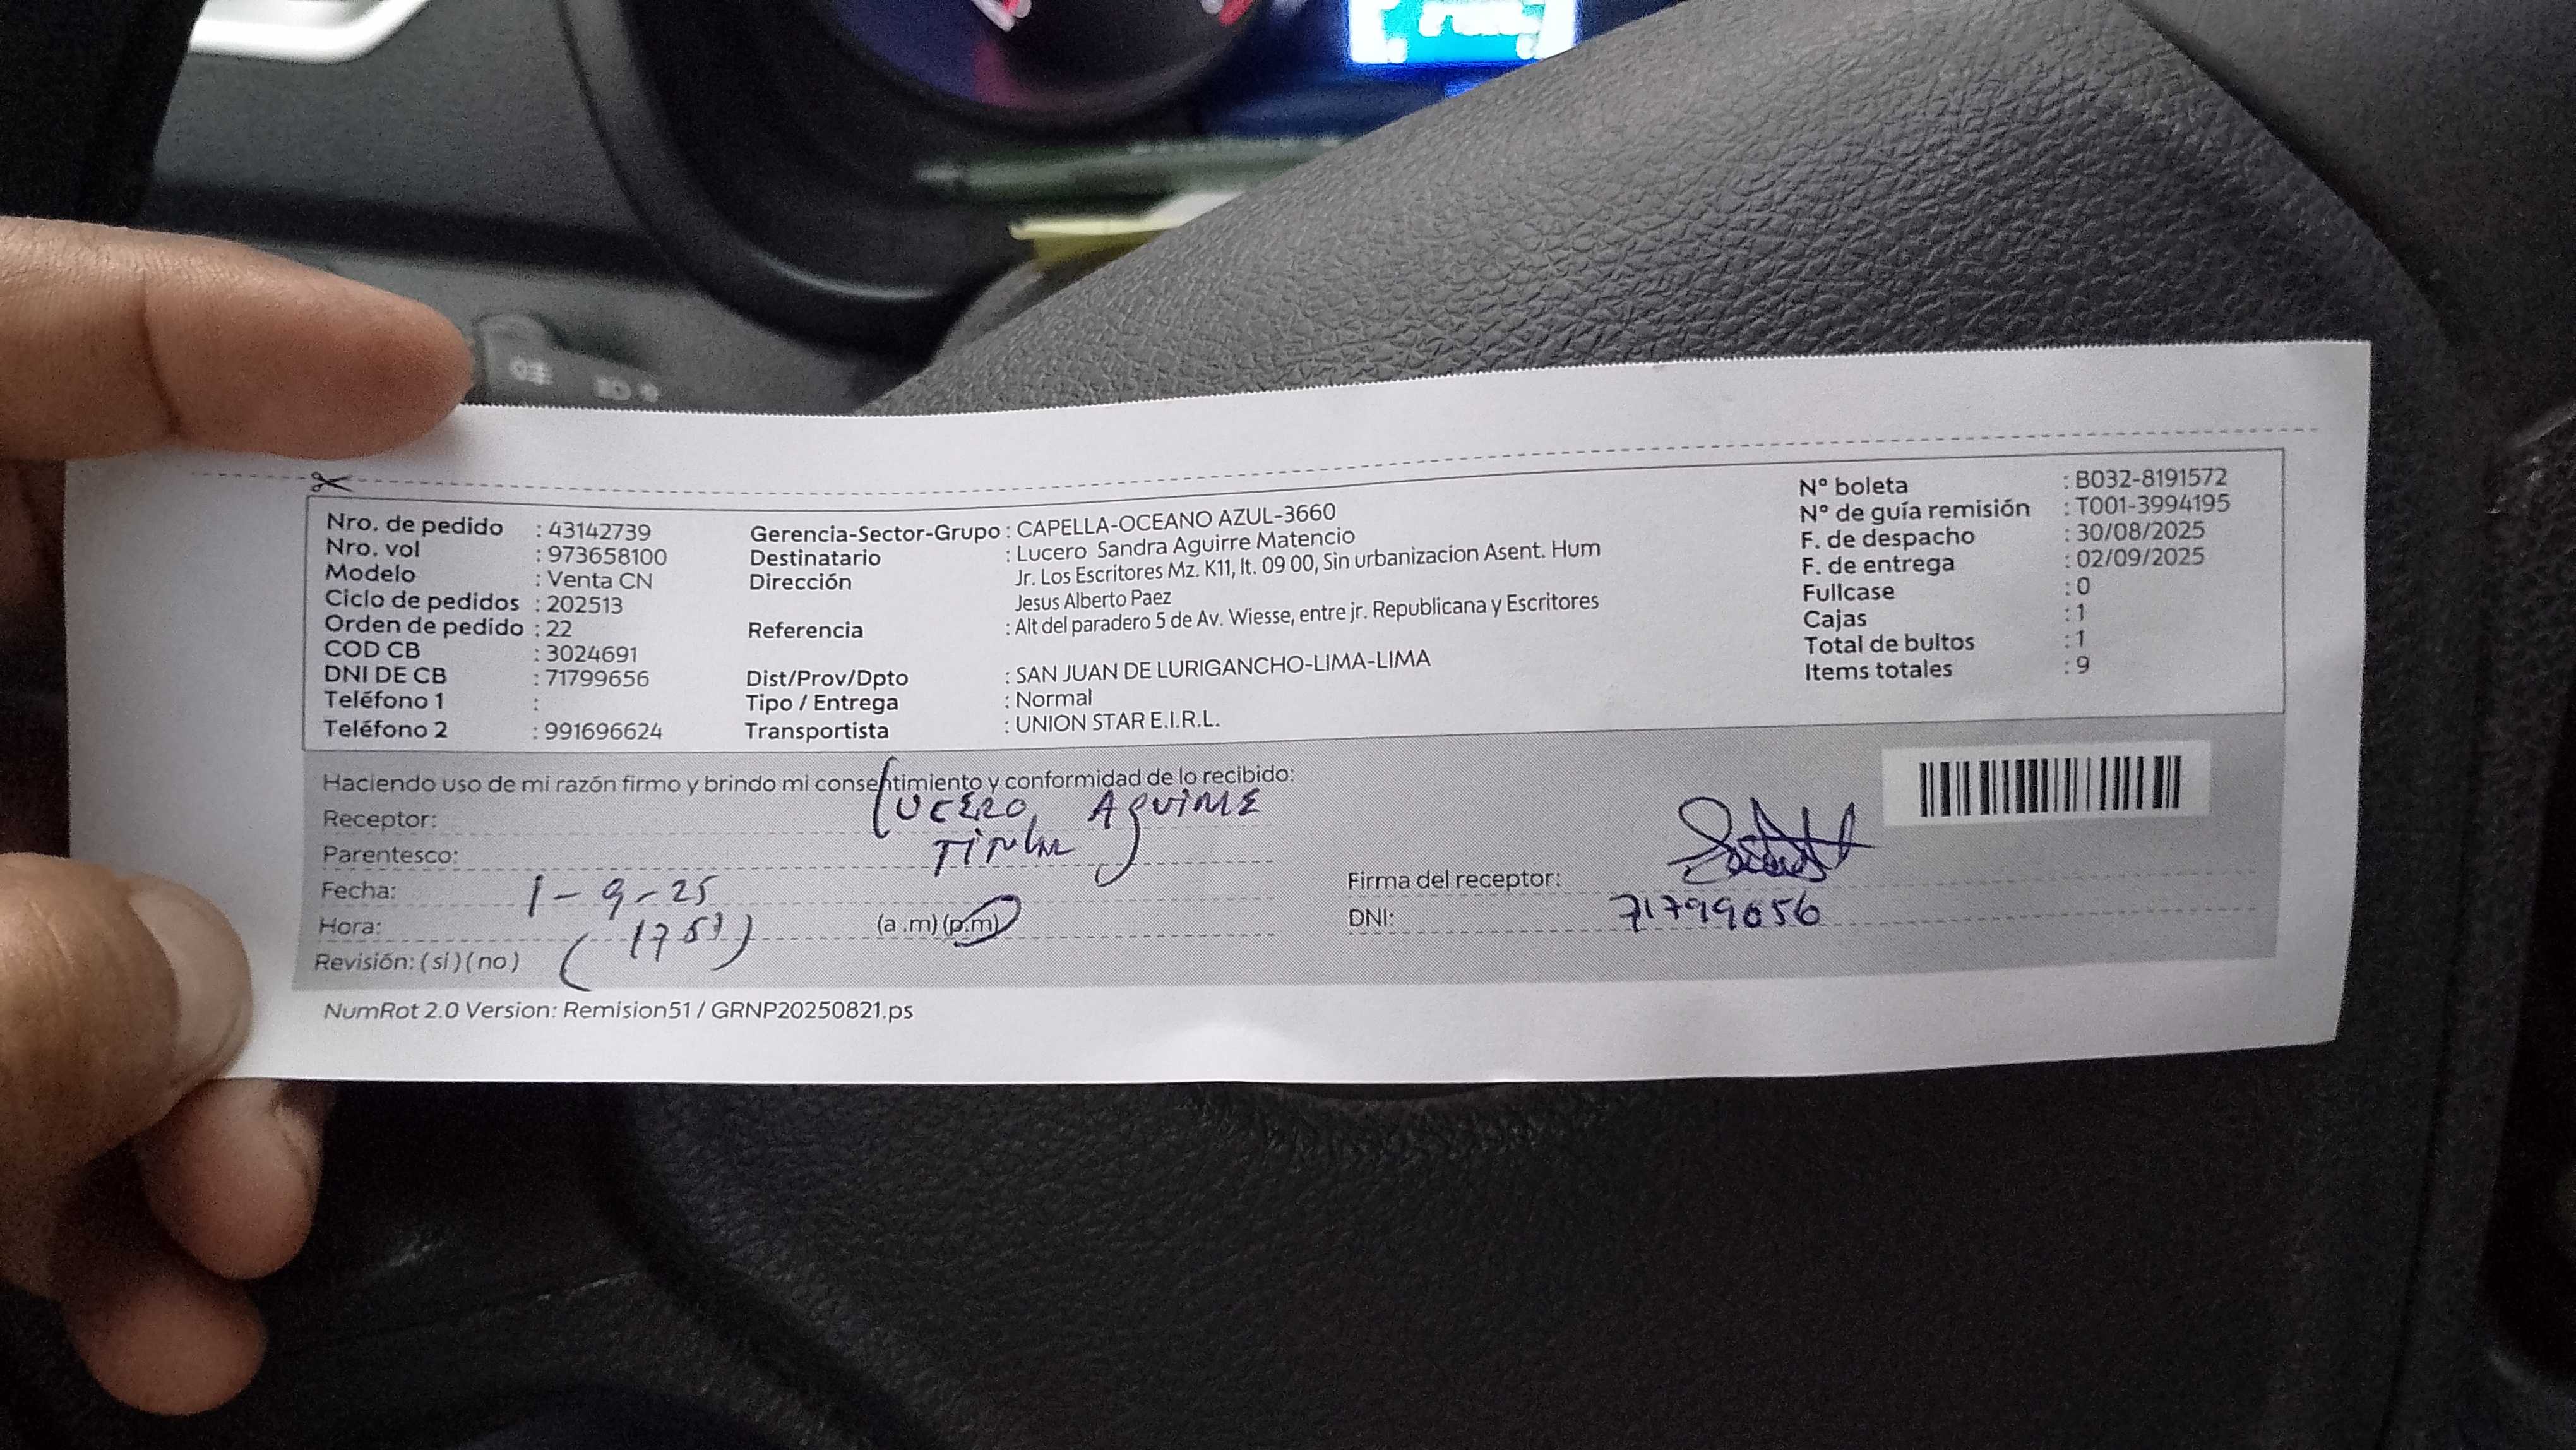 Nro. de pedido : 43142739
Nro. vol : 973658100
Modelo : Venta CN
Ciclo de pedidos : 202513
Orden de pedido : 22
COD CB : 3024691
DNI DE CB : 71799656
Teléfono 1 :
Teléfono 2 : 991696624
Gerencia-Sector-Grupo : CAPELLA-OCEANO AZUL-3660
Destinatario : Lucero Sandra Aguirre Matencio
Dirección Jr. Los Escritores Mz. K11, lt. 09 00, Sin urbanizacion Asent. Hum
Jesus Alberto Paez
Referencia : Alt del paradero 5 de Av. Wiesse, entre jr. Republicana y Escritores
Dist/Prov/Dpto : SAN JUAN DE LURIGANCHO-LIMA-LIMA
Tipo / Entrega : Normal
Transportista : UNION STAR E.I.R.L.
N° boleta : B032-8191572
N° de guía remisión : T001-3994195
F. de despacho : 30/08/2025
F. de entrega : 02/09/2025
Fullcase : 0
Cajas : 1
Total de bultos : 1
Items totales : 9
Haciendo uso de mi razón firmo y brindo mi consentimiento y conformidad de lo recibido:
Receptor: LUCERO AGUIRRE
Parentesco: TITULAR
Fecha: 1-9-25
Hora: (a .m) (p.m)
Revisión: ( si ) ( no )
Firma del receptor:
DNI: 71799656
NumRot 2.0 Version: Remision51 / GRNP20250821.ps